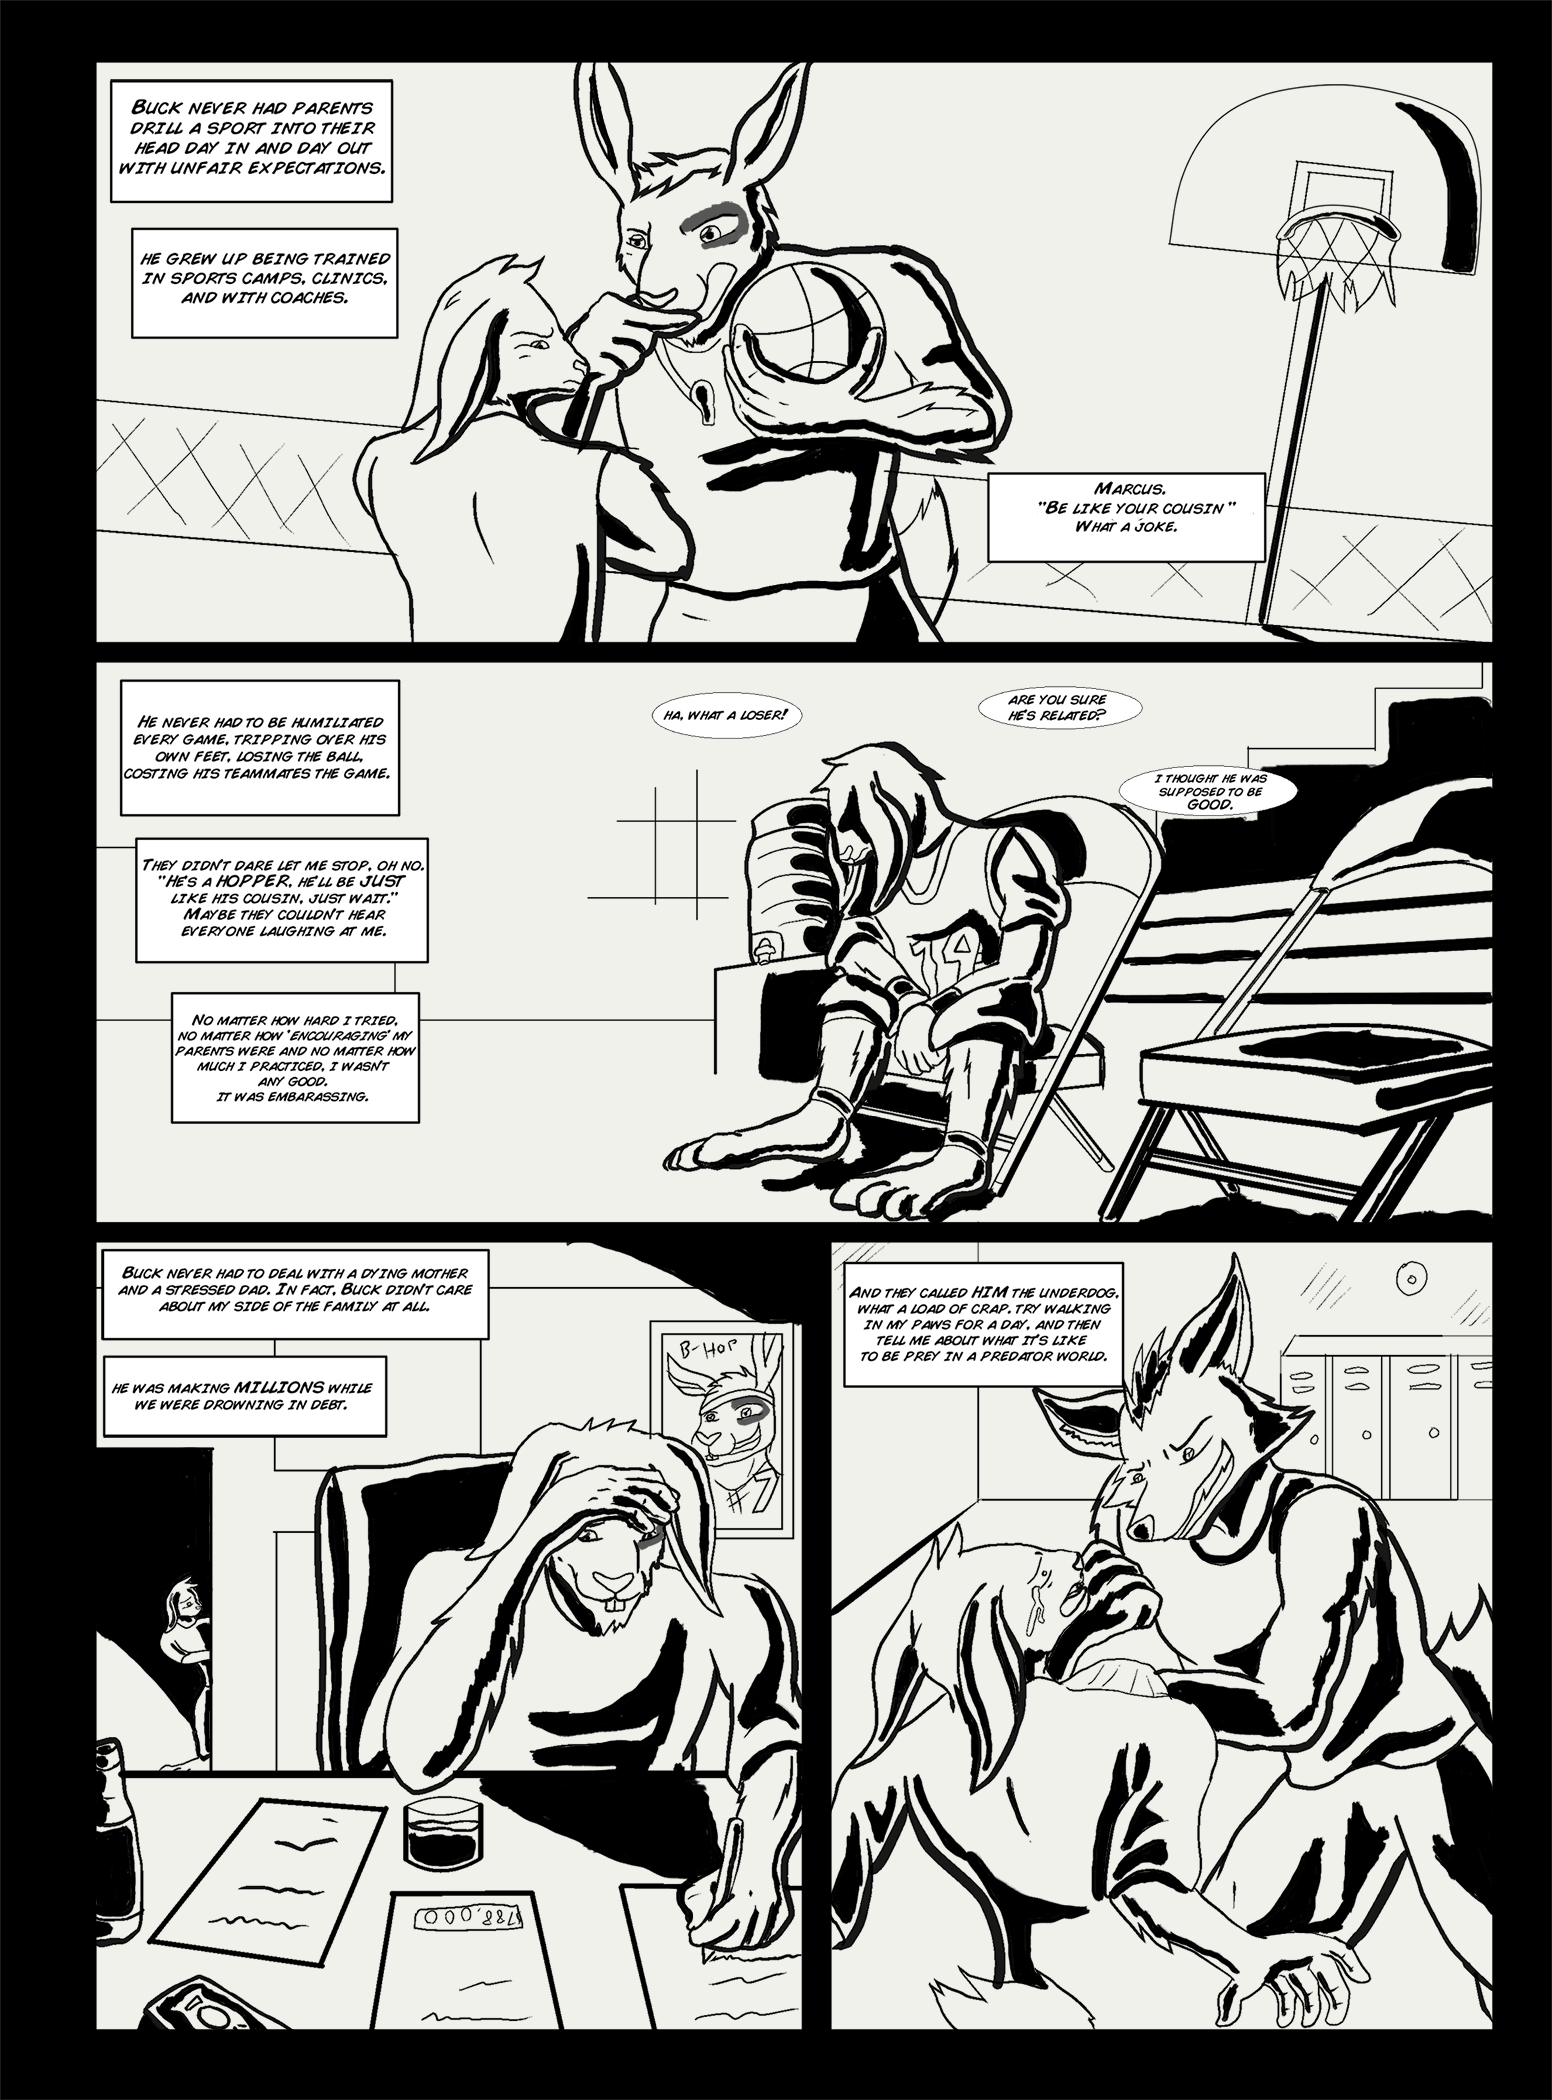 BUCK NEVER HAD PARENTS
DRILL A SPORT INTO THEIR
HEAD DAY IN AND DAY OUT
WITH UNFAIR EXPECTATIONS.
HE GREW UP BEING TRAINED
IN SPORTS CAMPS, CLINICS,
AND WITH COACHES.
MARCUS.
"BE LIKE YOUR COUSIN"
WHAT A JOKE.
HE NEVER HAD TO BE HUMILIATED
EVERY GAME, TRIPPING OVER HIS
OWN FEET, LOSING THE BALL,
COSTING HIS TEAMMATES THE GAME.
HA, WHAT A LOSER!
ARE YOU SURE
HE'S RELATED?
I THOUGHT HE WAS
SUPPOSED TO BE
GOOD.
THEY DIDN'T DARE LET ME STOP, OH NO.
"HE'S A HOPPER, HE'LL BE JUST
LIKE HIS COUSIN, JUST WAIT."
MAYBE THEY COULDN'T HEAR
EVERYONE LAUGHING AT ME.
14
NO MATTER HOW HARD I TRIED,
NO MATTER HOW 'ENCOURAGING' MY
PARENTS WERE AND NO MATTER HOW
MUCH I PRACTICED, I WASN'T
ANY GOOD.
IT WAS EMBARASSING.
BUCK NEVER HAD TO DEAL WITH A DYING MOTHER
AND A STRESSED DAD. IN FACT, BUCK DIDN'T CARE
ABOUT MY SIDE OF THE FAMILY AT ALL.
HE WAS MAKING MILLIONS WHILE
WE WERE DROWNING IN DEBT.
B-HOP
#7
$788,000
AND THEY CALLED HIM THE UNDERDOG,
WHAT A LOAD OF CRAP. TRY WALKING
IN MY PAWS FOR A DAY, AND THEN
TELL ME ABOUT WHAT IT'S LIKE
TO BE PREY IN A PREDATOR WORLD.